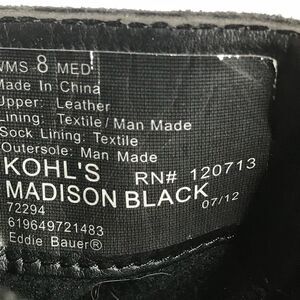 WMS 8 MED
Made In China
Upper: Leather
Lining: Textile/Man Made
Sock Lining: Textile
Outersole: Man Made
KOHL'S RN# 120713
MADISON BLACK 07/12
72294
619649721483
Eddie Bauer®